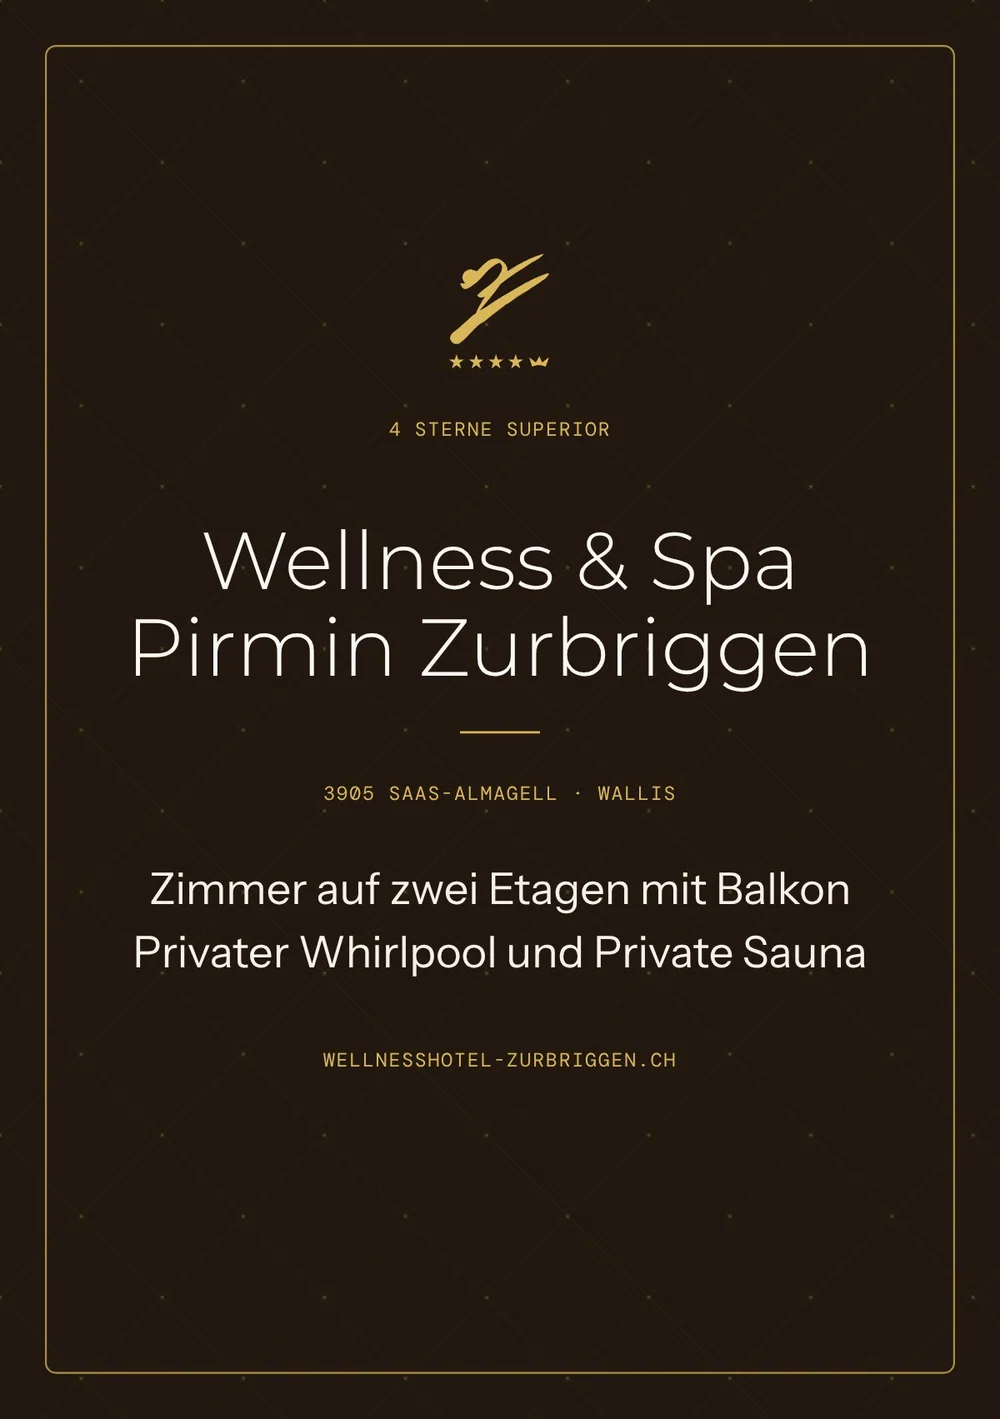 4 STERNE SUPERIOR
Wellness & Spa
Pirmin Zurbriggen
3905 SAAS-ALMAGELL · WALLIS
Zimmer auf zwei Etagen mit Balkon
Privater Whirlpool und Private Sauna
WELLNESSHOTEL-ZURBRIGGEN.CH